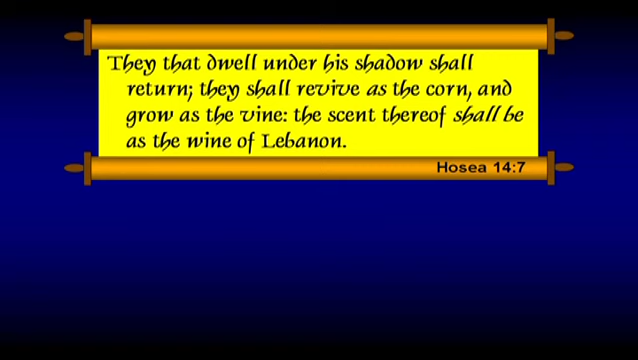 They that dwell under his shadow shall
return; they shall revive as the corn, and
grow as the vine: the scent thereof shall be
as the wine of Lebanon.
Hosea 14:7